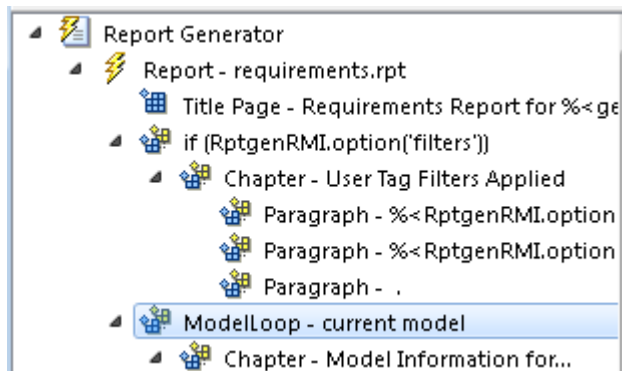 Report Generator
Report - requirements.rpt
Title Page - Requirements Report for %<ge
if (RptgenRMI.option('filters'))
Chapter - User Tag Filters Applied
Paragraph - %<RptgenRMI.option
Paragraph - %<RptgenRMI.option
Paragraph - .
ModelLoop - current model
Chapter - Model Information for...